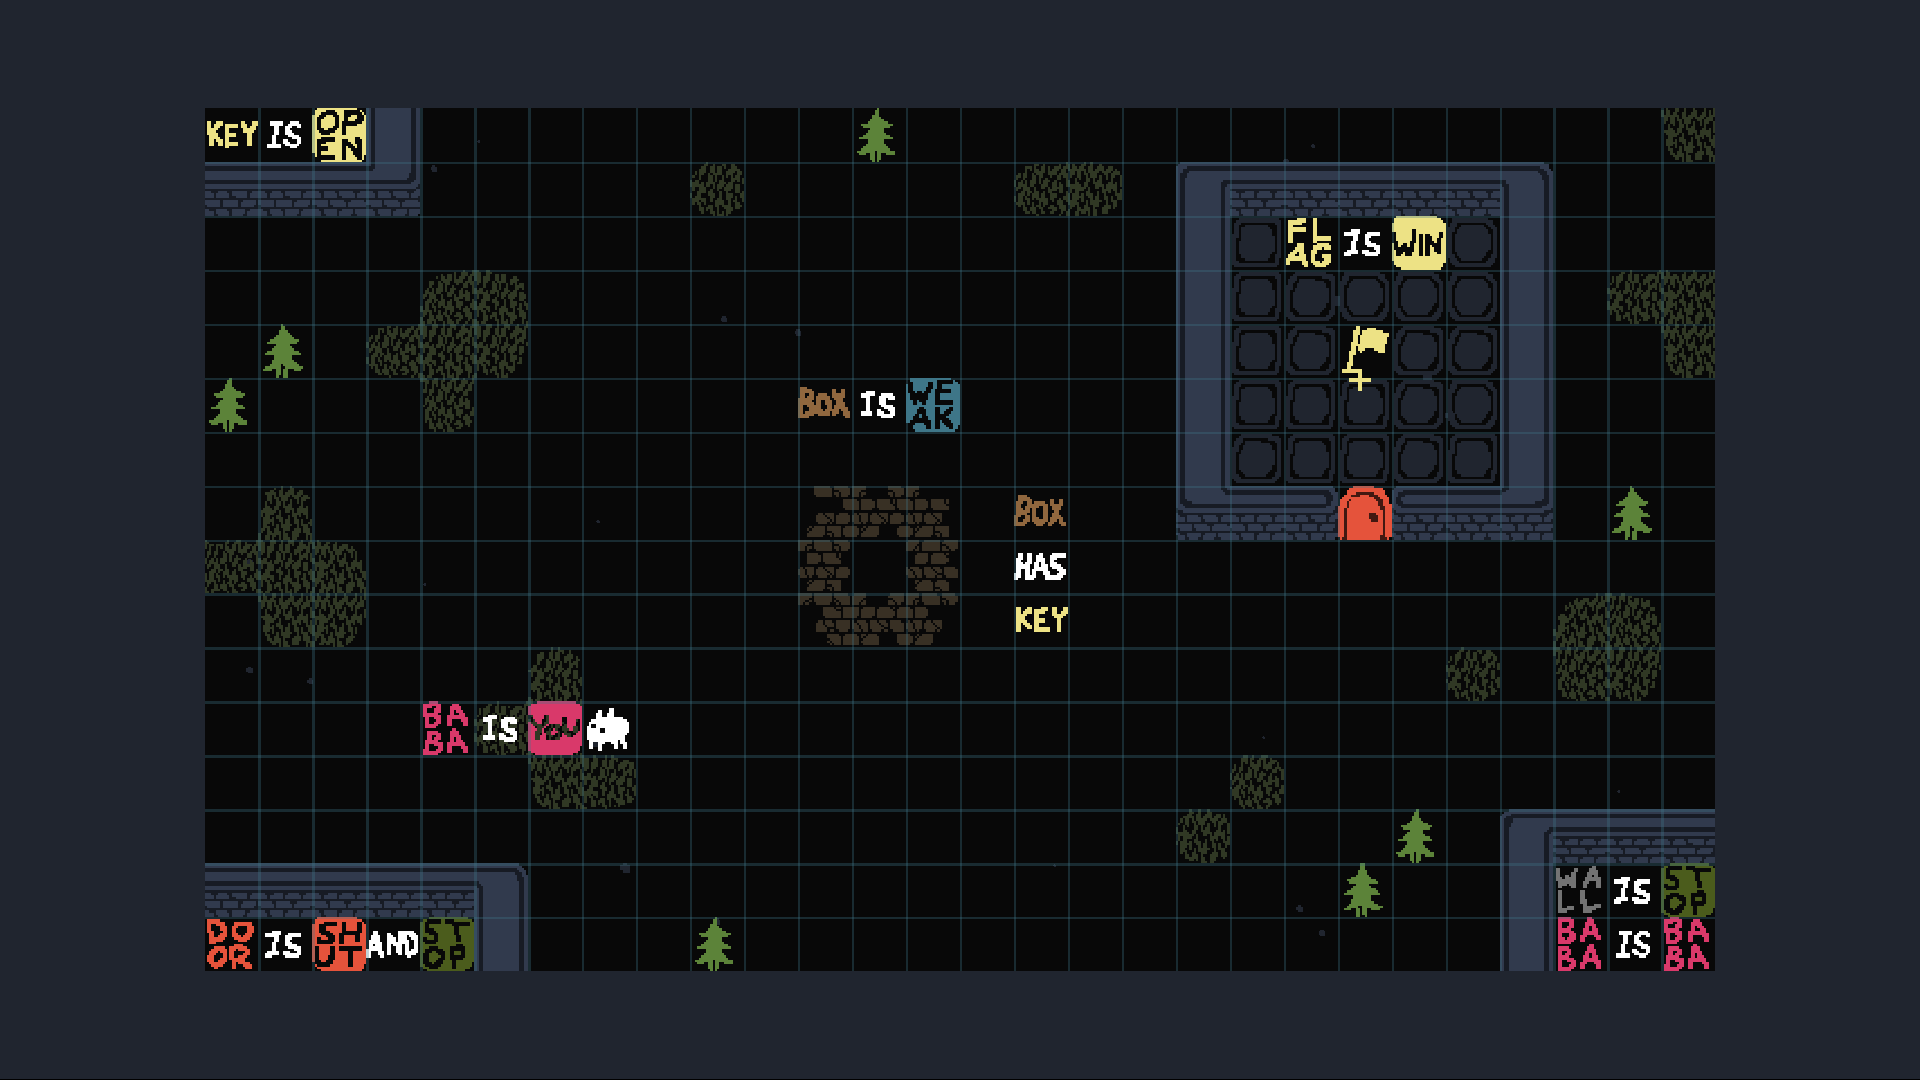 KEY IS OPEN
FLAG IS WIN
BOX IS WEAK
BOX
HAS
KEY
BABA IS YOU
WALL IS STOP
DOOR IS SHUT AND STOP
BABA IS BABA